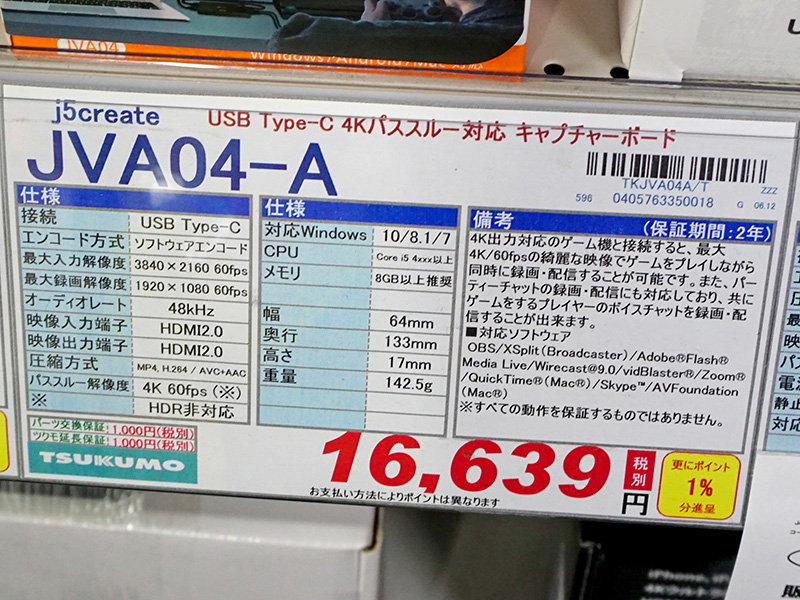 JVA04
Windows/Android/Mac対応
j5create
USB Type-C 4Kパススルー対応 キャプチャーボード
JVA04-A
TKJVA04A/T
ZZZ
596 0405763350018 G 06.12
仕様
接続 USB Type-C
エンコード方式 ソフトウェアエンコード
最大入力解像度 3840×2160 60fps
最大録画解像度 1920×1080 60fps
オーディオレート 48kHz
映像入力端子 HDMI2.0
映像出力端子 HDMI2.0
圧縮方式 MP4, H.264 / AVC+AAC
パススルー解像度 4K 60fps (※)
※ HDR非対応
仕様
対応Windows 10/8.1/7
CPU Core i5 4xxx以上
メモリ 8GB以上推奨
幅 64mm
奥行 133mm
高さ 17mm
重量 142.5g
備考 (保証期間:2年)
4K出力対応のゲーム機と接続すると、最大
4K/60fpsの綺麗な映像でゲームをプレイしながら
同時に録画・配信することが可能です。また、パー
ティーチャットの録画・配信にも対応しており、共に
ゲームをするプレイヤーのボイスチャットを録画・配
信することが出来ます。
■対応ソフトウェア
OBS/XSplit(Broadcaster)/Adobe®Flash®
Media Live/Wirecast@9.0/vidBlaster®/Zoom®
/QuickTime®(Mac®)/Skype™/AVFoundation
(Mac®)
※すべての動作を保証するものではありません。
パーツ交換保証:1,000円(税別)
ツクモ延長保証:1,000円(税別)
TSUKUMO
16,639
税別
円
お支払い方法によりポイントは異なります
更にポイント
1%
分進呈